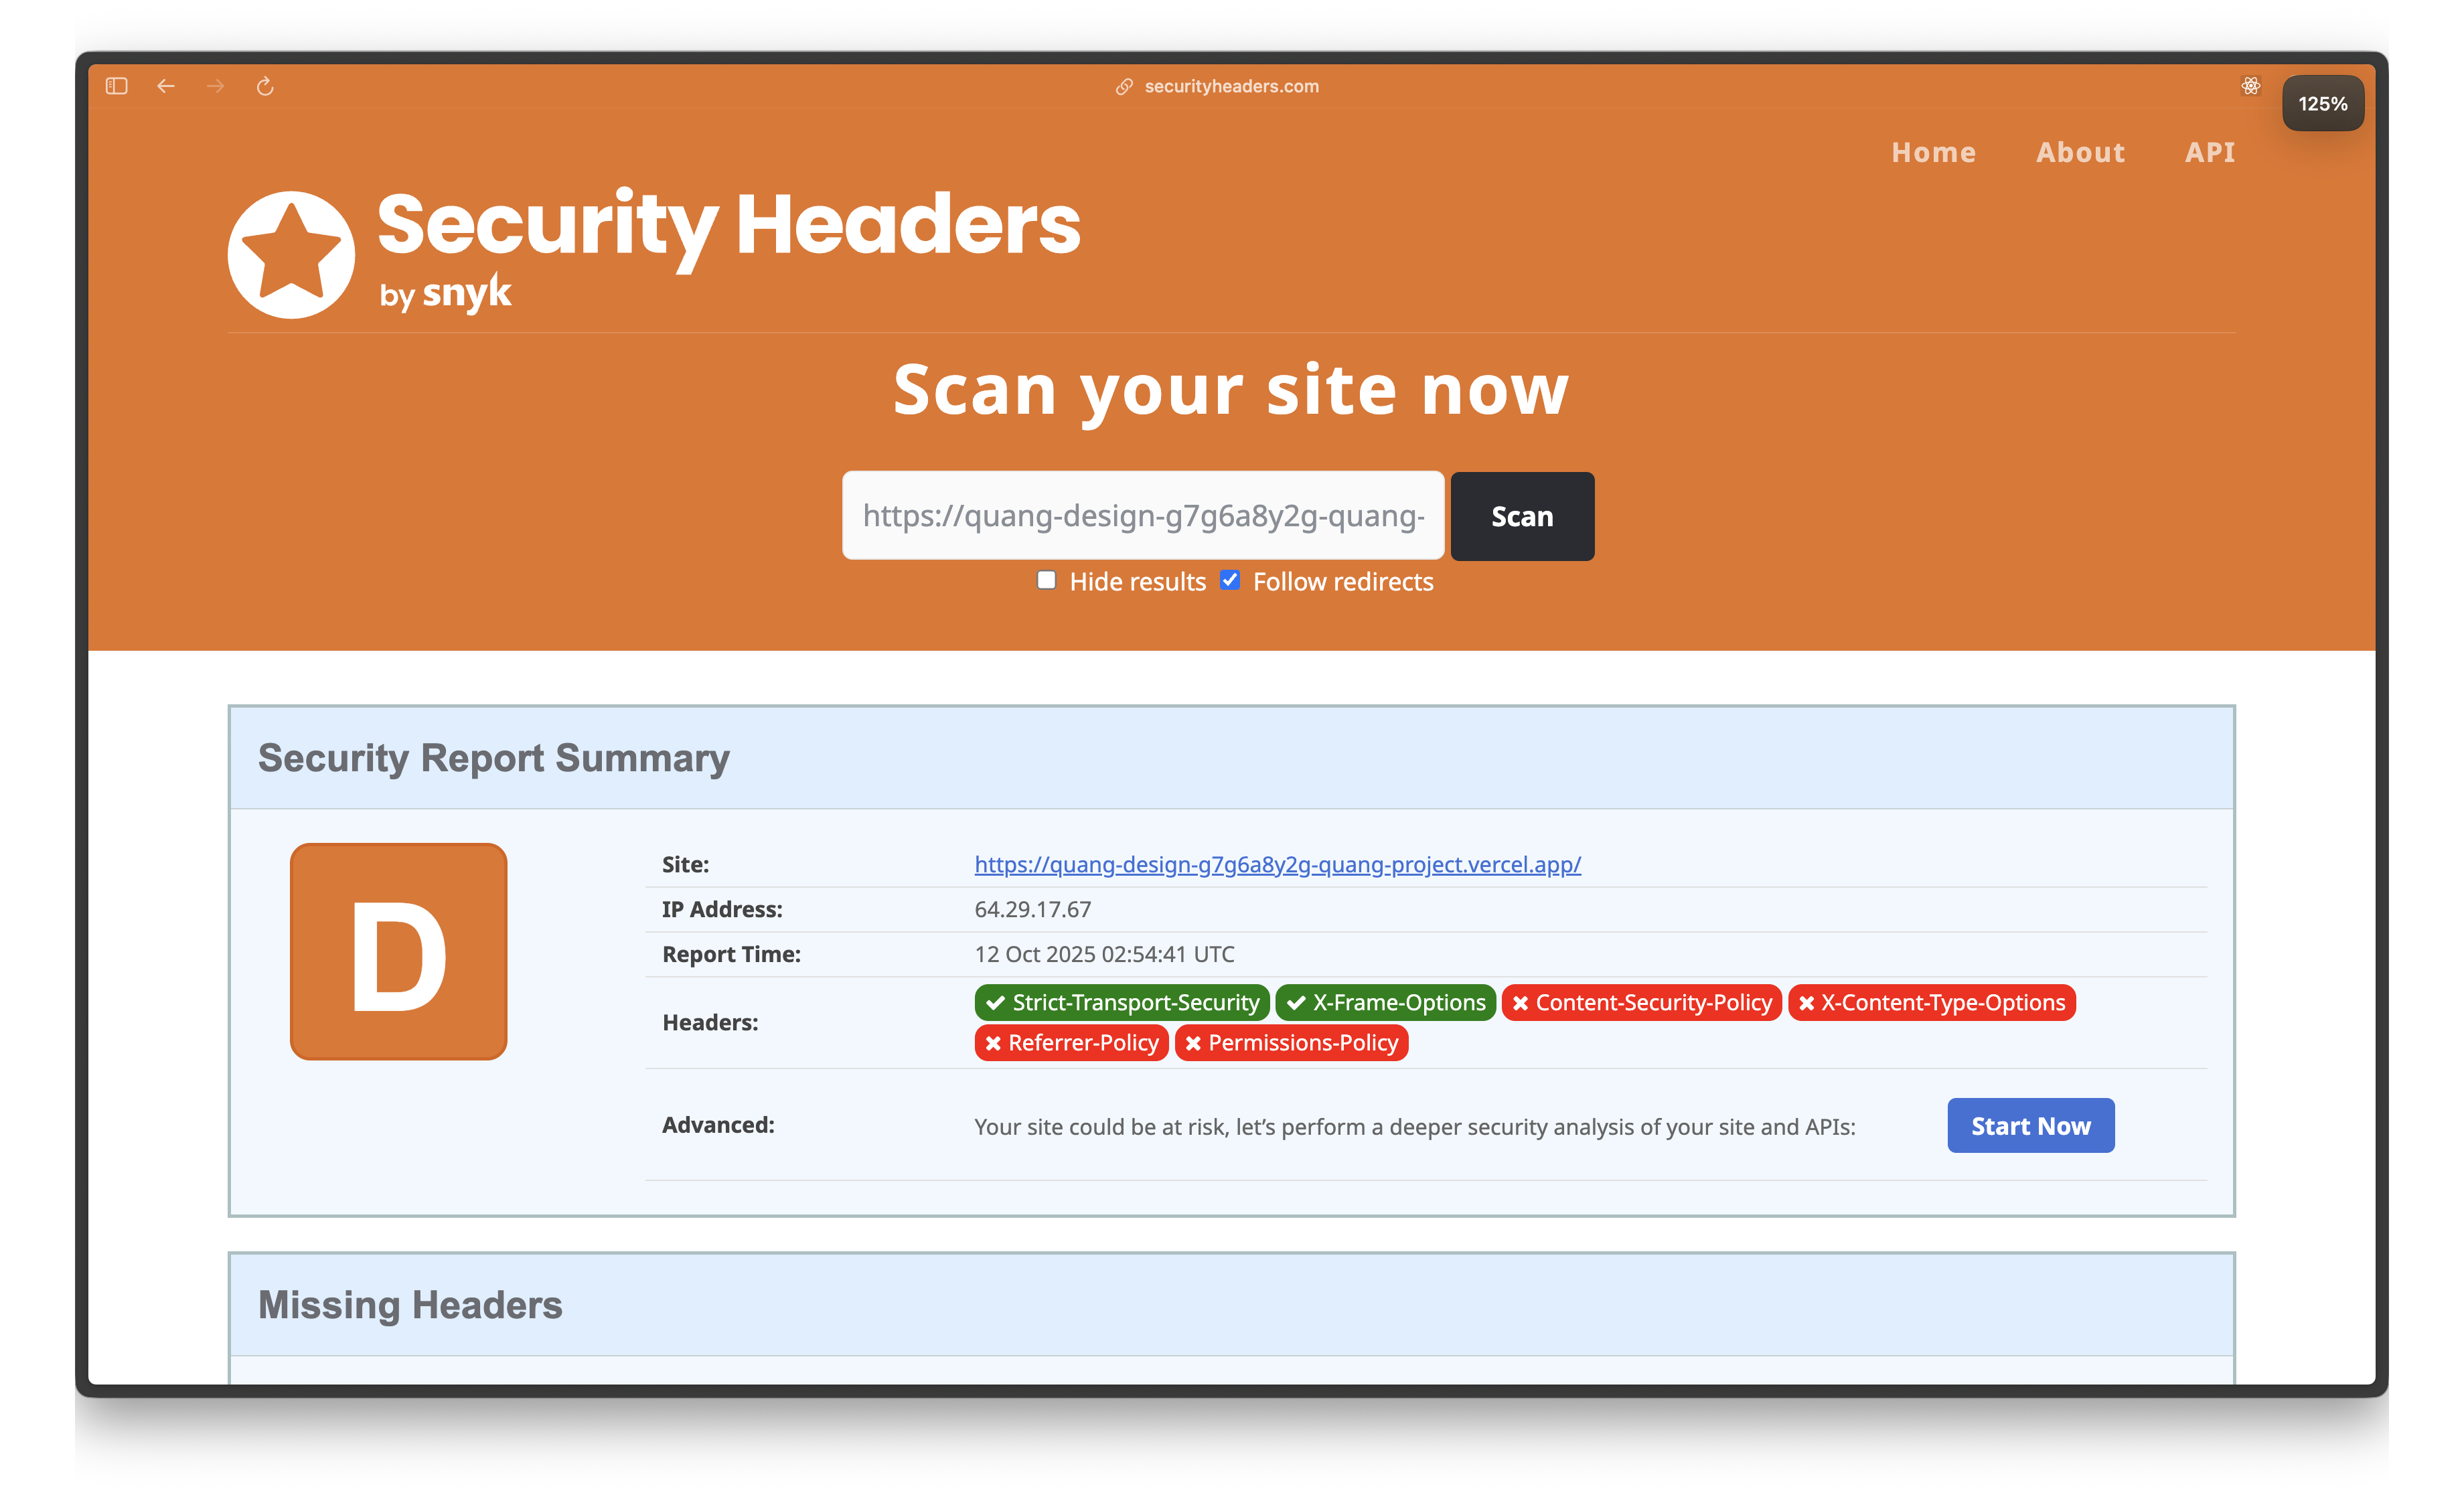 securityheaders.com
125%
Home About API
Security Headers
by snyk
Scan your site now
https://quang-design-g7g6a8y2g-quang- Scan
Hide results Follow redirects
Security Report Summary
D
Site: https://quang-design-g7g6a8y2g-quang-project.vercel.app/
IP Address: 64.29.17.67
Report Time: 12 Oct 2025 02:54:41 UTC
Headers: Strict-Transport-Security X-Frame-Options Content-Security-Policy X-Content-Type-Options
Referrer-Policy Permissions-Policy
Advanced: Your site could be at risk, let’s perform a deeper security analysis of your site and APIs: Start Now
Missing Headers